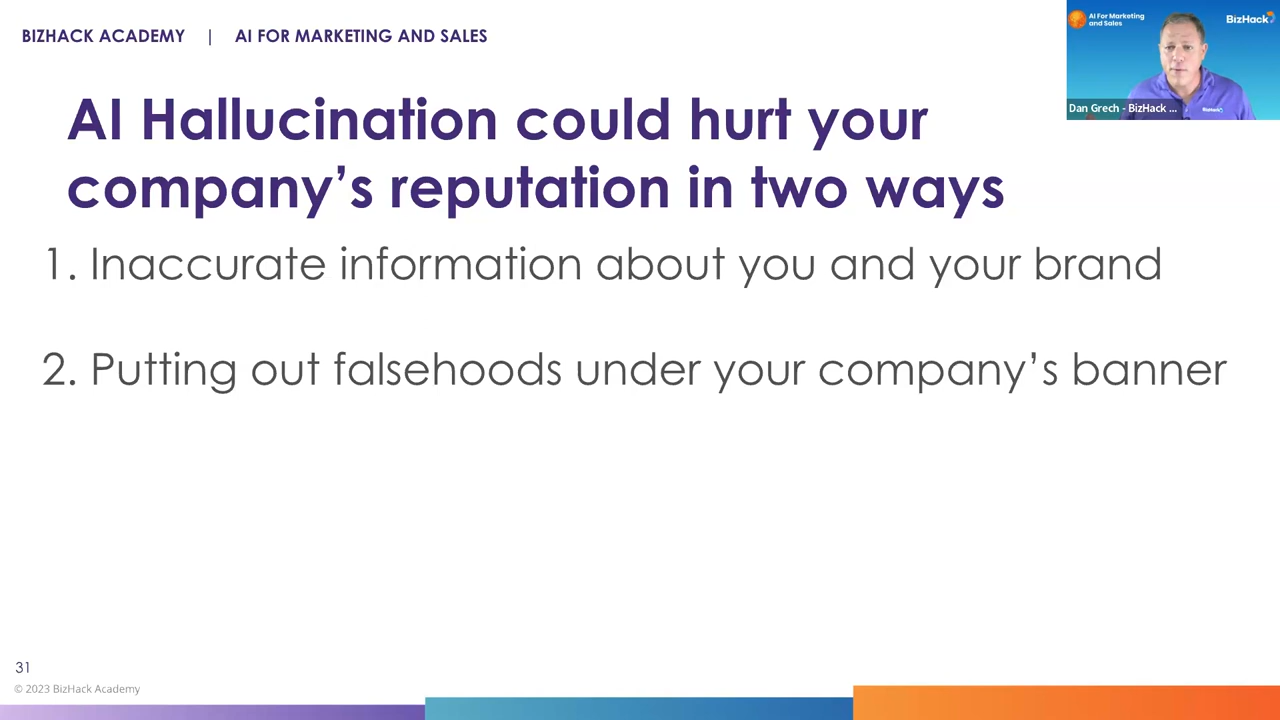 BIZHACK ACADEMY | AI FOR MARKETING AND SALES
AI For Marketing
and Sales
BizHack
Dan Grech - BizHack ...
BizHack
AI Hallucination could hurt your
company’s reputation in two ways
1. Inaccurate information about you and your brand
2. Putting out falsehoods under your company’s banner
31
© 2023 BizHack Academy